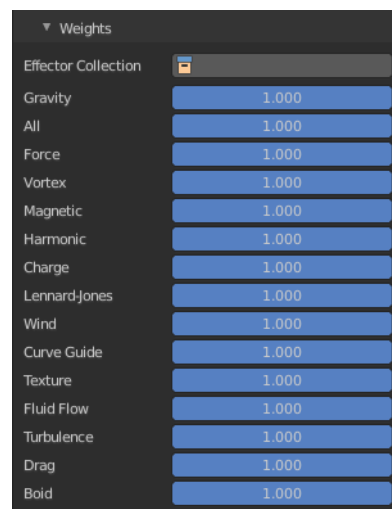 Weights
Effector Collection
Gravity 1.000
All 1.000
Force 1.000
Vortex 1.000
Magnetic 1.000
Harmonic 1.000
Charge 1.000
Lennard-Jones 1.000
Wind 1.000
Curve Guide 1.000
Texture 1.000
Fluid Flow 1.000
Turbulence 1.000
Drag 1.000
Boid 1.000